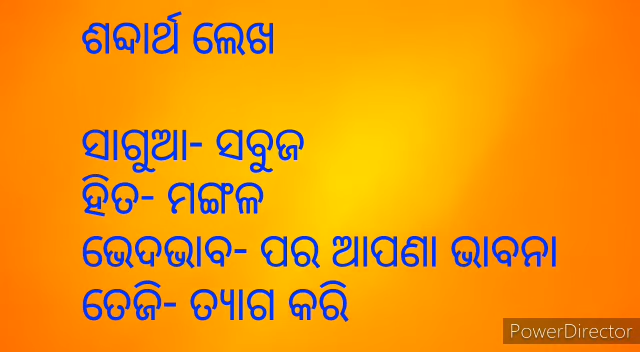 ଶବ୍ଦାର୍ଥ ଲେଖ
ସାଗୁଆ- ସବୁଜ
ହିତ- ମଙ୍ଗଳ
ଭେଦଭାବ- ପର ଆପଣା ଭାବନା
ତେଜି- ତ୍ୟାଗ କରି
PowerDirector